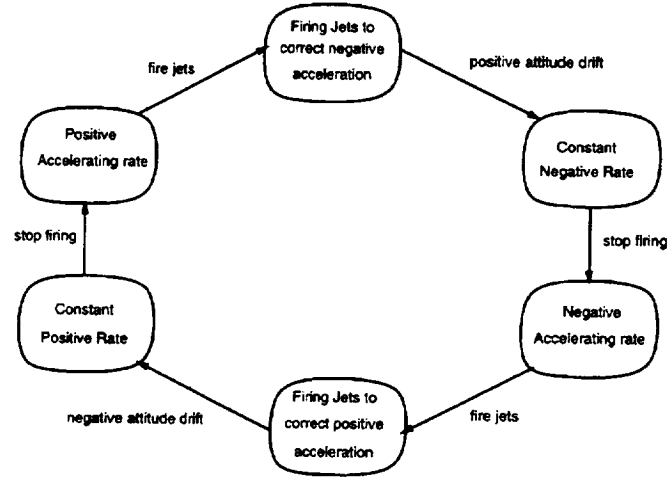 Firing Jets to
correct negative
acceleration
fire jets
positive attitude drift
Positive
Accelerating rate
Constant
Negative Rate
stop firing
stop firing
Constant
Positive Rate
Negative
Accelerating rate
Firing Jets to
correct positive
acceleration
negative attitude drift
fire jets